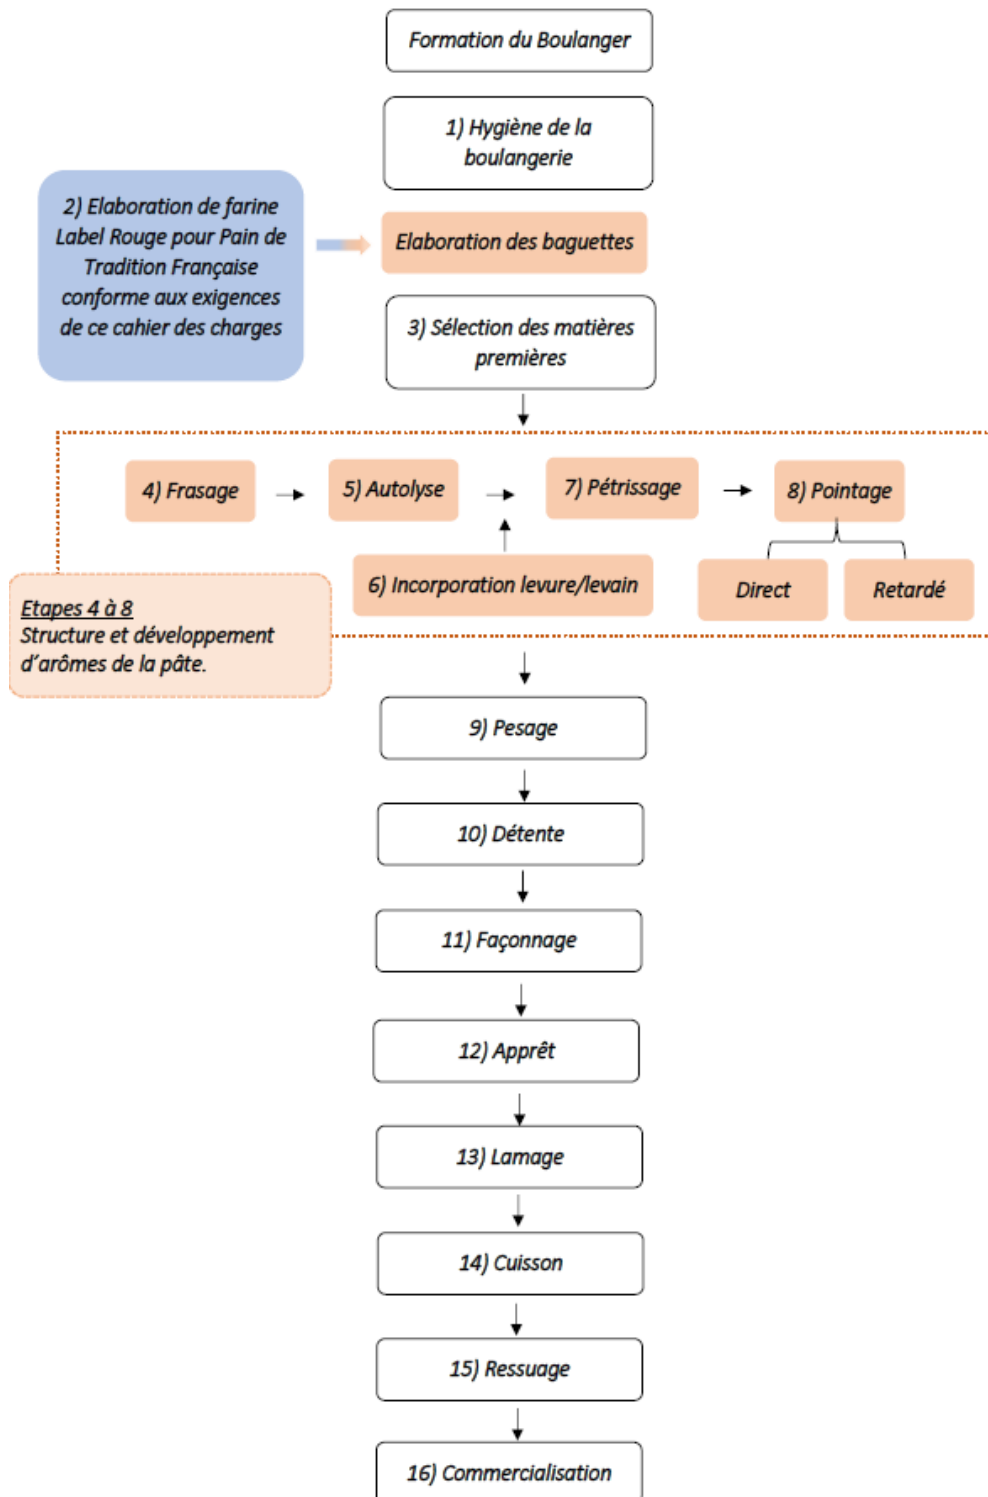 Formation du Boulanger
1) Hygiène de la
boulangerie
2) Elaboration de farine
Label Rouge pour Pain de
Tradition Française
conforme aux exigences
de ce cahier des charges
Elaboration des baguettes
3) Sélection des matières
premières
4) Frasage
5) Autolyse
7) Pétrissage
8) Pointage
6) Incorporation levure/levain
Direct
Retardé
Etapes 4 à 8
Structure et développement
d'arômes de la pâte.
9) Pesage
10) Détente
11) Façonnage
12) Apprêt
13) Lamage
14) Cuisson
15) Ressuage
16) Commercialisation